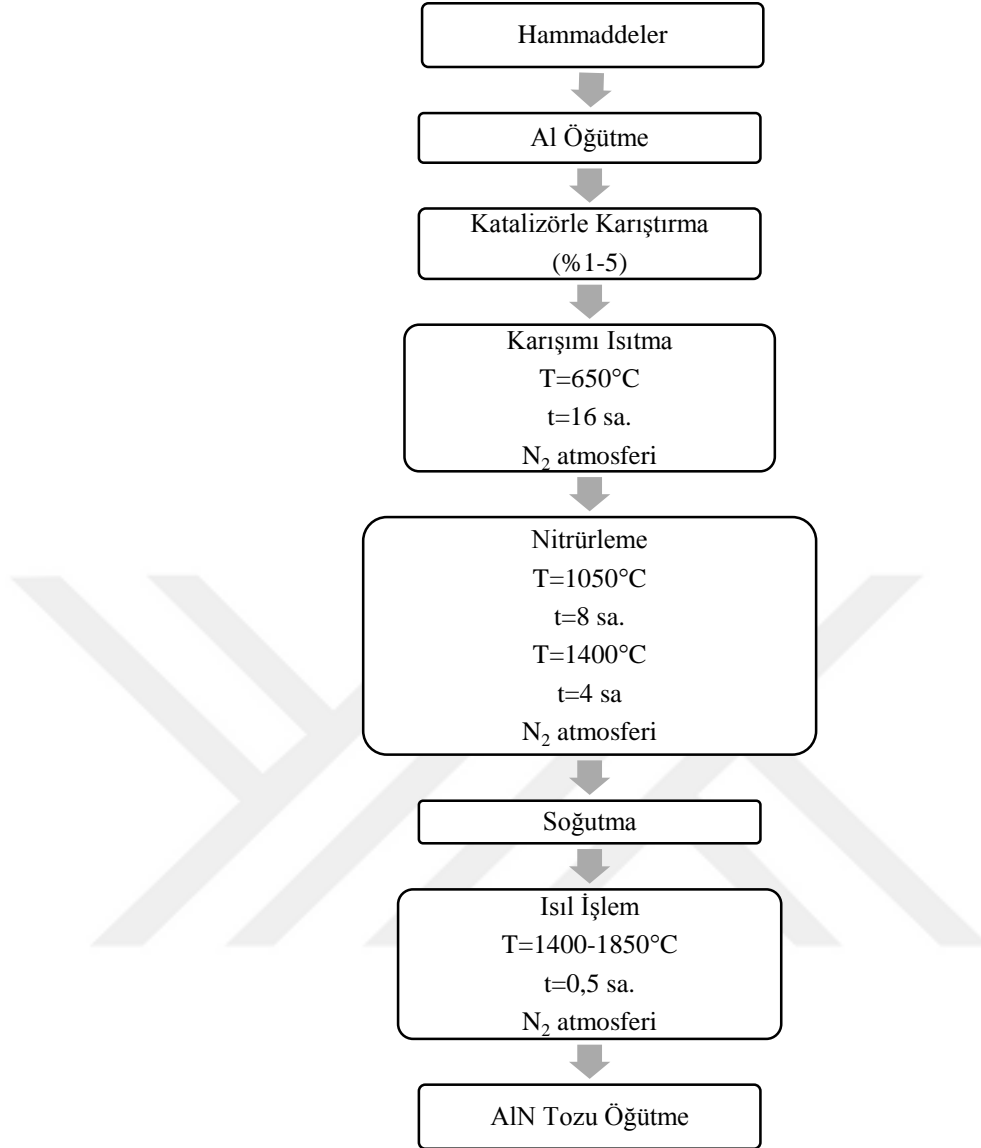 Hammaddeler
Al Öğütme
Katalizörle Karıştırma
(%1-5)
Karışımı Isıtma
T=650°C
t=16 sa.
N₂ atmosferi
Nitrürleme
T=1050°C
t=8 sa.
T=1400°C
t=4 sa
N₂ atmosferi
Soğutma
Isıl İşlem
T=1400-1850°C
t=0,5 sa.
N₂ atmosferi
AlN Tozu Öğütme